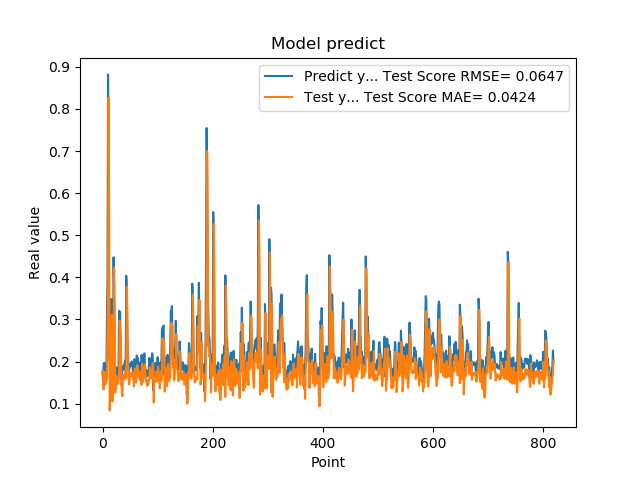 Model predict
Predict y... Test Score RMSE= 0.0647
Test y... Test Score MAE= 0.0424
Real value
0.9
0.8
0.7
0.6
0.5
0.4
0.3
0.2
0.1
0
200
400
600
800
Point